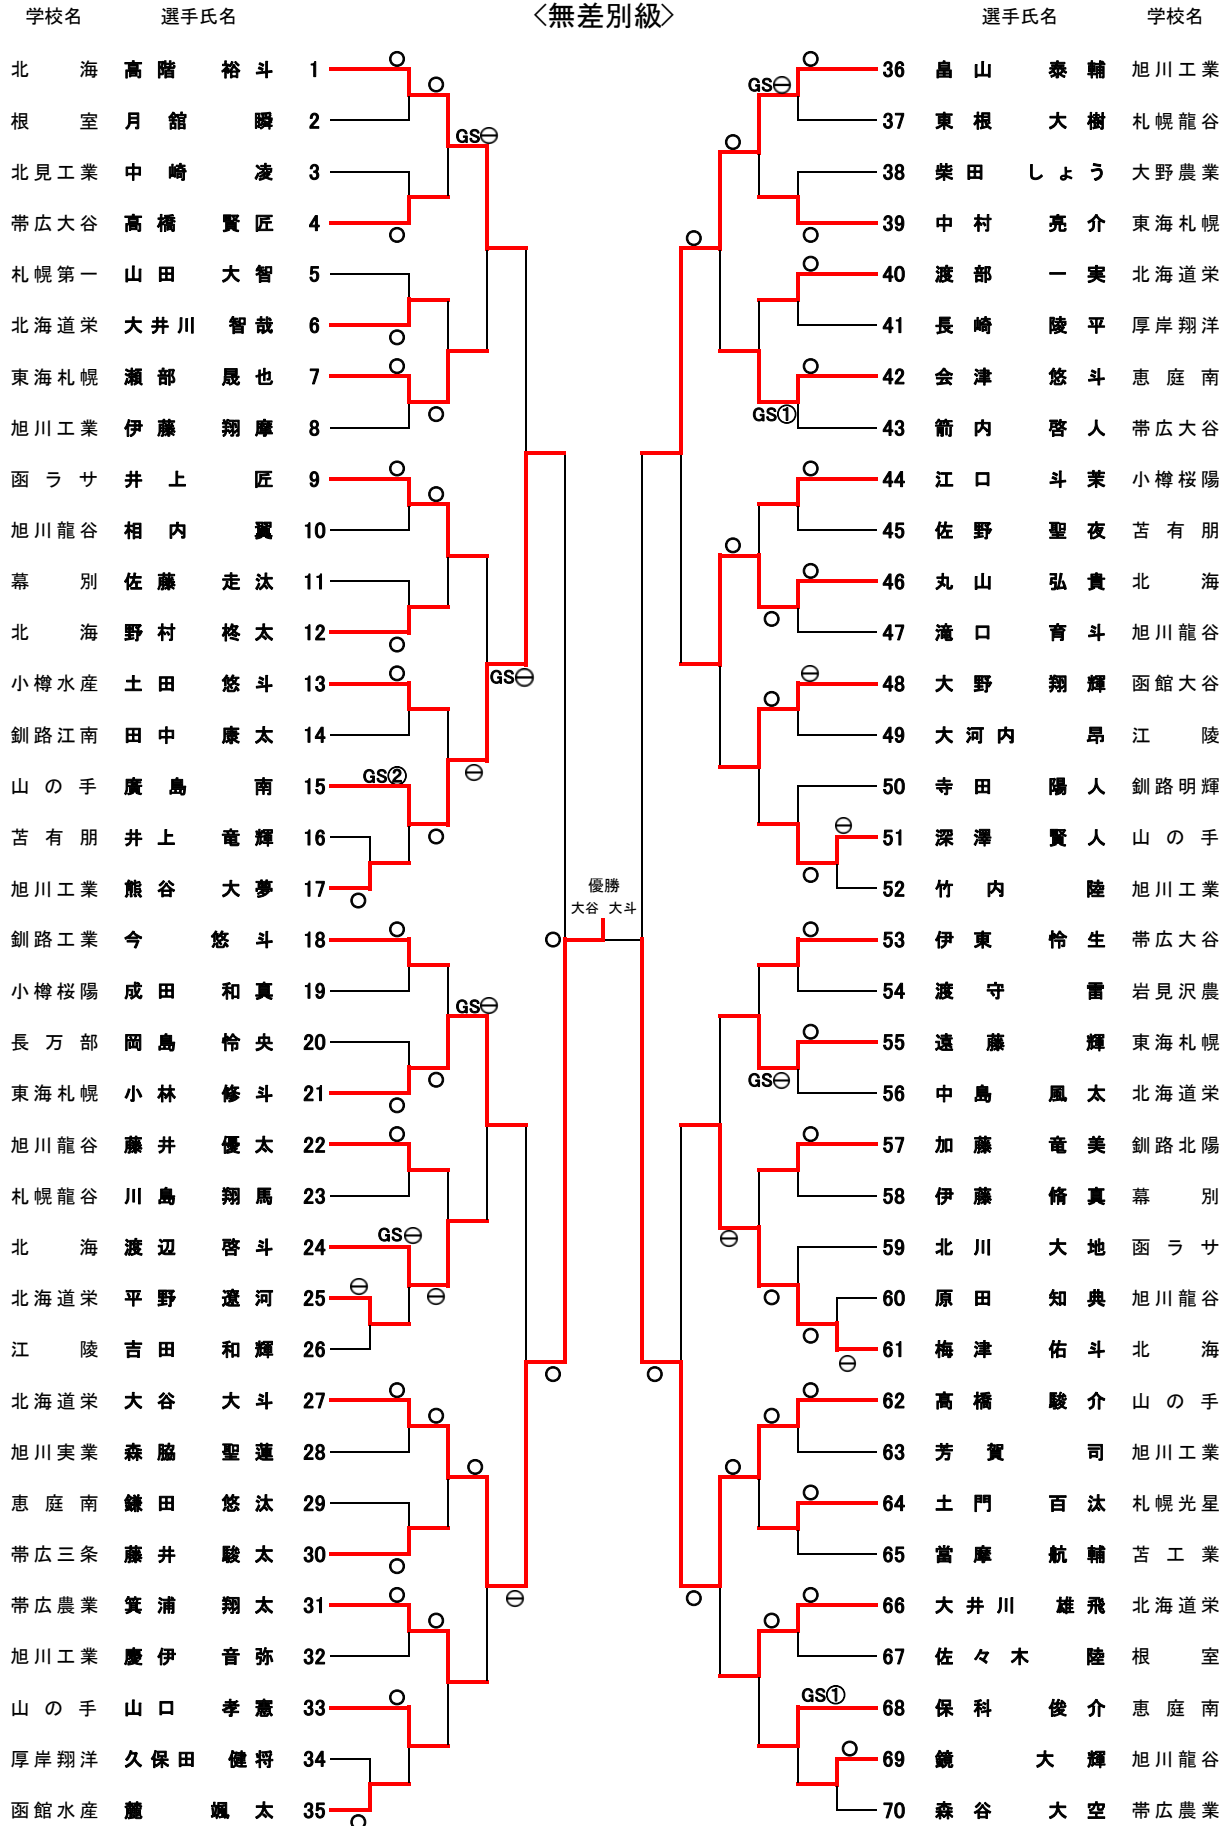 学校名 選手氏名 〈無差別級〉 選手氏名 学校名
北海 高階 裕斗 1 36 畠山 泰輔 旭川工業
GS⊖
根室 月舘 瞬 2 37 東根 大樹 札幌龍谷
GS⊖
北見工業 中崎 凌 3 38 柴田 しょう 大野農業
帯広大谷 高橋 賢匠 4 39 中村 亮介 東海札幌
札幌第一 山田 大智 5 40 渡部 一実 北海道栄
北海道栄 大井川 智哉 6 41 長崎 陵平 厚岸翔洋
東海札幌 瀬部 晟也 7 42 会津 悠斗 恵庭南
GS①
旭川工業 伊藤 翔摩 8 43 箭内 啓人 帯広大谷
函ラサ 井上 匠 9 44 江口 斗茉 小樽桜陽
旭川龍谷 相内 翼 10 45 佐野 聖夜 苫有朋
幕別 佐藤 走汰 11 46 丸山 弘貴 北海
北海 野村 柊太 12 47 滝口 育斗 旭川龍谷
小樽水産 土田 悠斗 13 GS⊖ 48 大野 翔輝 函館大谷
釧路江南 田中 康太 14 49 大河内 昂 江陵
GS②
山の手 廣島 南 15 50 寺田 陽人 釧路明輝
苫有朋 井上 竜輝 16 51 深澤 賢人 山の手
旭川工業 熊谷 大夢 17 優勝 52 竹内 陸 旭川工業
大谷 大斗
釧路工業 今 悠斗 18 53 伊東 怜生 帯広大谷
小樽桜陽 成田 和真 19 54 渡守 雷 岩見沢農
GS⊖
長万部 岡島 怜央 20 55 遠藤 輝 東海札幌
GS⊖
東海札幌 小林 修斗 21 56 中島 風太 北海道栄
旭川龍谷 藤井 優太 22 57 加藤 竜美 釧路北陽
札幌龍谷 川島 翔馬 23 58 伊藤 脩真 幕別
GS⊖
北海 渡辺 啓斗 24 59 北川 大地 函ラサ
北海道栄 平野 遼河 25 60 原田 知典 旭川龍谷
江陵 吉田 和輝 26 61 梅津 佑斗 北海
北海道栄 大谷 大斗 27 62 高橋 駿介 山の手
旭川実業 森脇 聖蓮 28 63 芳賀 司 旭川工業
恵庭南 鎌田 悠汰 29 64 土門 百汰 札幌光星
帯広三条 藤井 駿太 30 65 當摩 航輔 苫工業
帯広農業 箕浦 翔太 31 66 大井川 雄飛 北海道栄
旭川工業 慶伊 音弥 32 67 佐々木 陸 根室
GS①
山の手 山口 孝憲 33 68 保科 俊介 恵庭南
厚岸翔洋 久保田 健将 34 69 鏡 大輝 旭川龍谷
函館水産 麓 颯太 35 70 森谷 大空 帯広農業